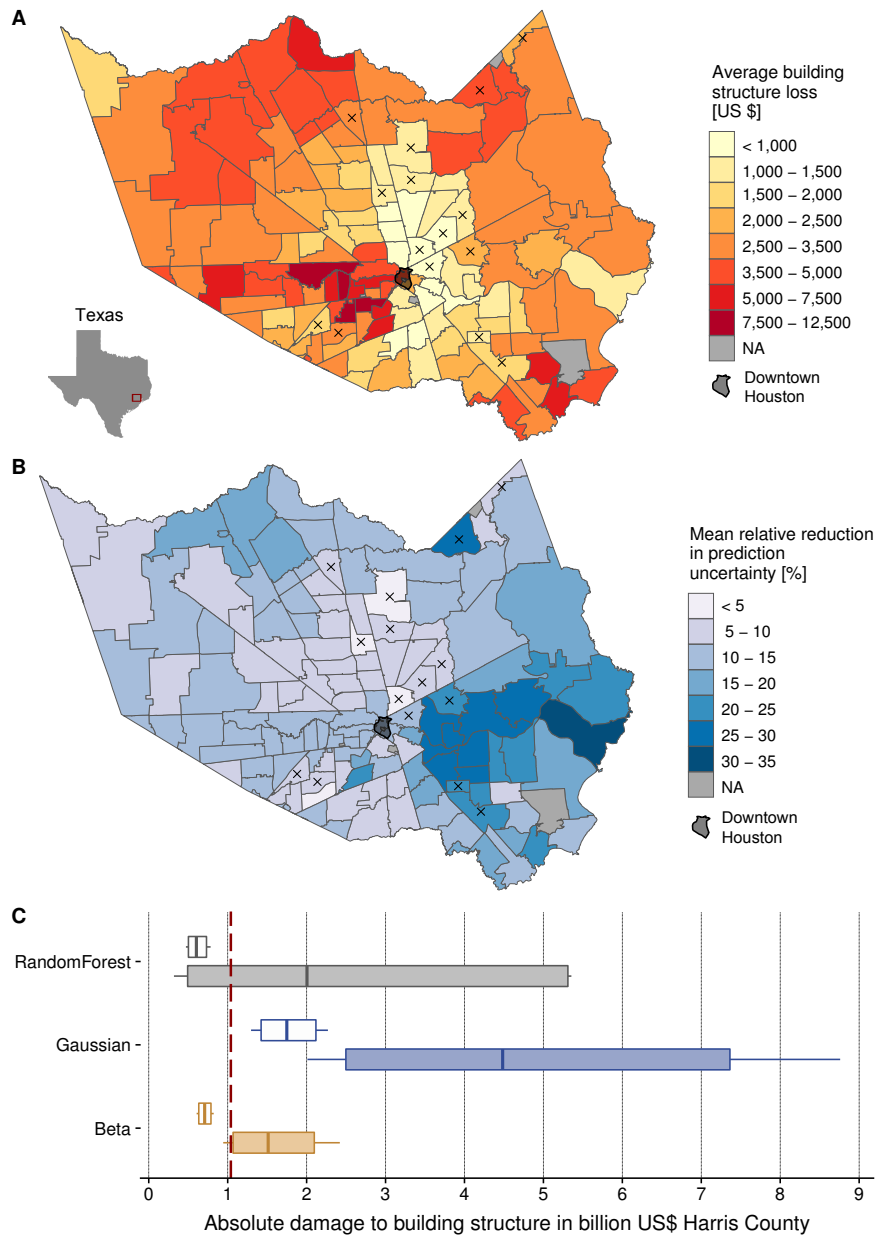 A
Average building
structure loss
[US $]
< 1,000
1,000 − 1,500
1,500 − 2,000
2,000 − 2,500
2,500 − 3,500
3,500 − 5,000
5,000 − 7,500
7,500 − 12,500
NA
Downtown
Houston
Texas
B
Mean relative reduction
in prediction
uncertainty [%]
< 5
5 − 10
10 − 15
15 − 20
20 − 25
25 − 30
30 − 35
NA
Downtown
Houston
C
RandomForest
Gaussian
Beta
0 1 2 3 4 5 6 7 8 9
Absolute damage to building structure in billion US$ Harris County